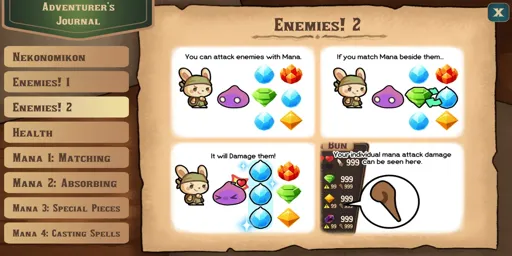 Adventurer's
Journal
Nekonomikon
Enemies! 1
Enemies! 2
Health
Mana 1: Matching
Mana 2: Absorbing
Mana 3: Special Pieces
Mana 4: Casting Spells
Enemies! 2
X
You can attack enemies with Mana.
If you match Mana beside them...
It will Damage them!
BUN
Your individual mana attack damage
can be seen here.
999
999
999
999